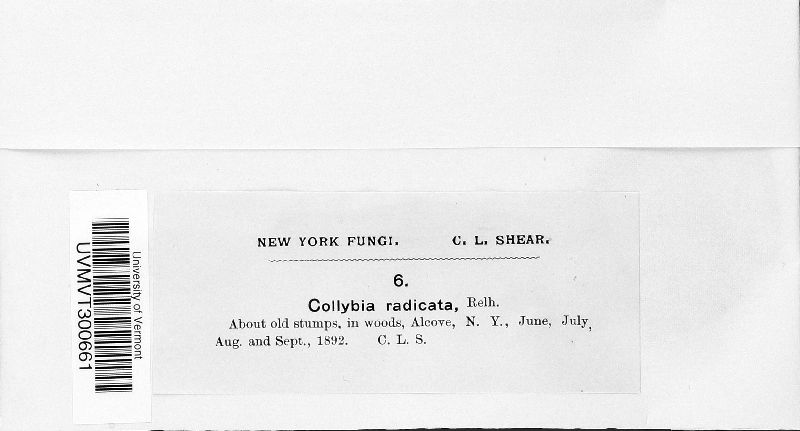 NEW YORK FUNGI. C. L. SHEAR.
6.
Collybia radicata, Relh.
About old stumps, in woods, Alcove, N. Y., June, July,
Aug. and Sept., 1892. C. L. S.
University of Vermont
UVMVT300661